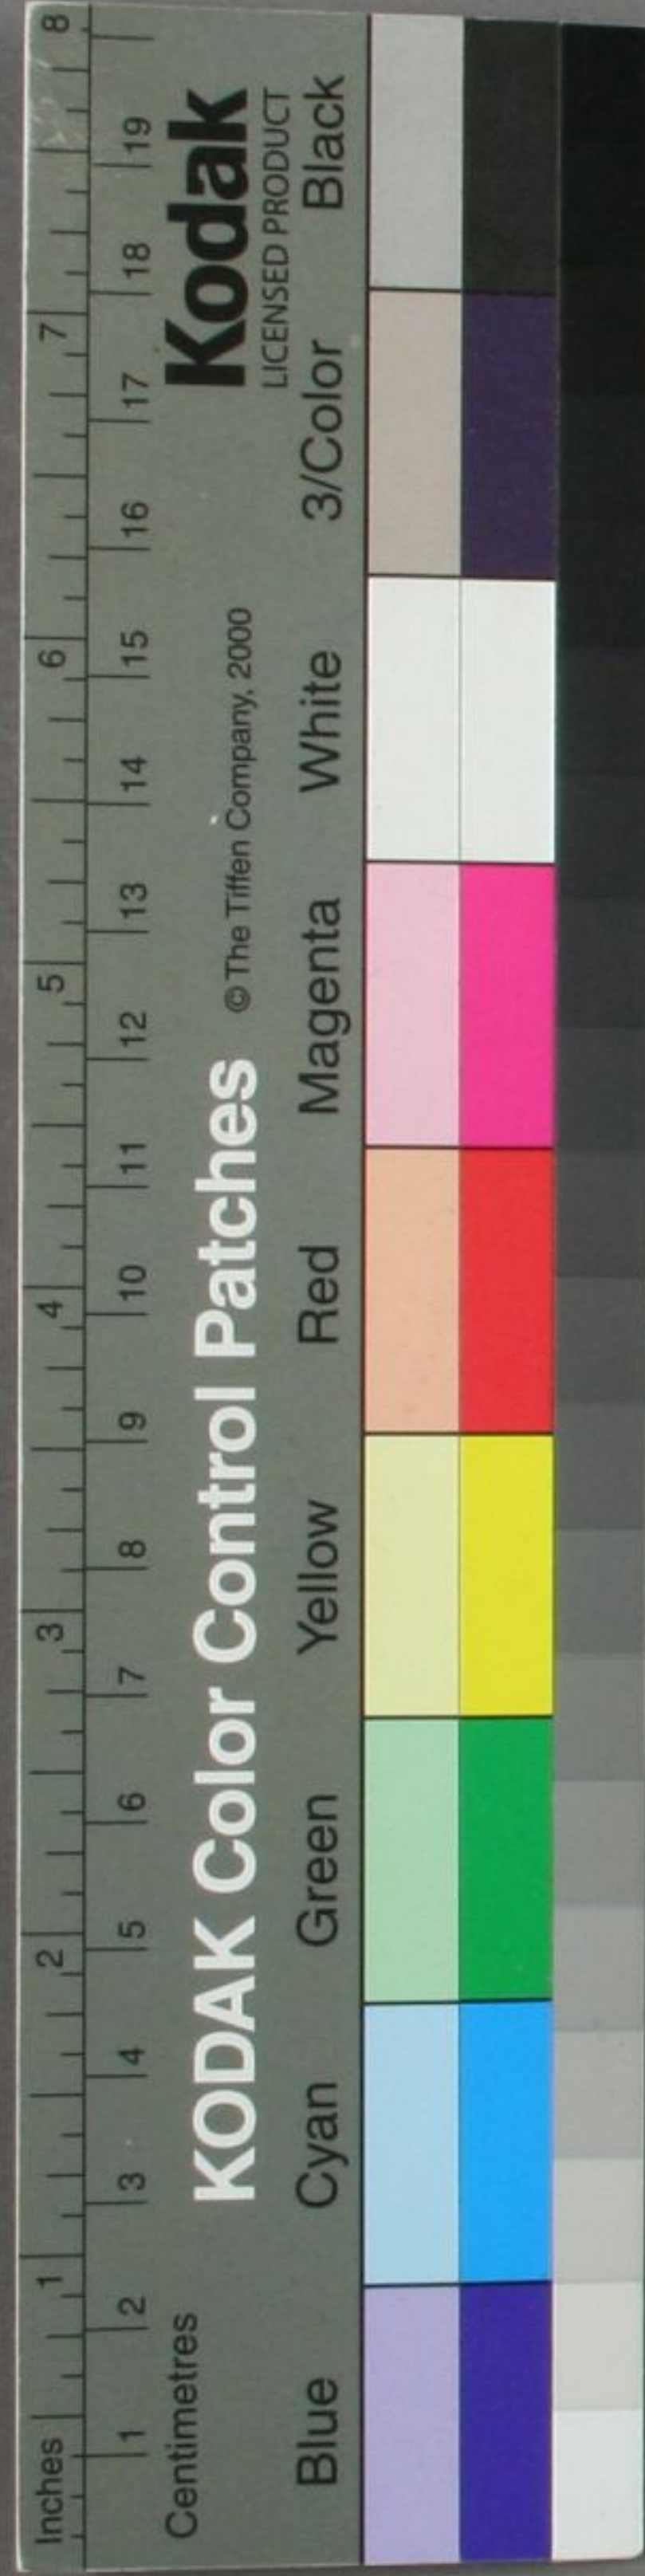 Inches 1 2 3 4 5 6 7 8
1 2 3 4 5 6 7 8 9 10 11 12 13 14 15 16 17 18 19
Centimetres
KODAK Color Control Patches © The Tiffen Company, 2000 Kodak
LICENSED PRODUCT
Blue Cyan Green Yellow Red Magenta White 3/Color Black